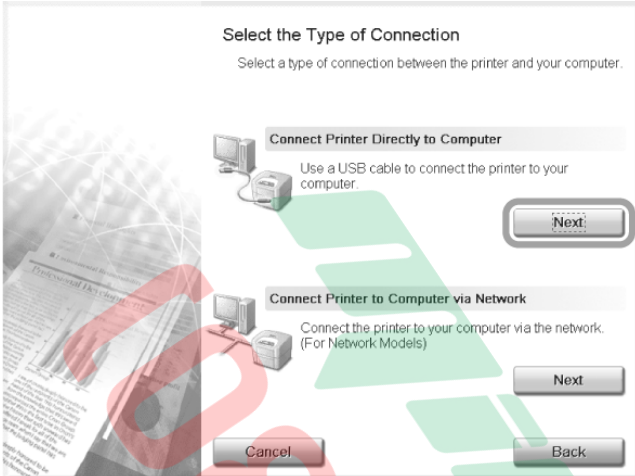 Select the Type of Connection
Select a type of connection between the printer and your computer.
Connect Printer Directly to Computer
Use a USB cable to connect the printer to your
computer.
Next
Connect Printer to Computer via Network
Connect the printer to your computer via the network.
(For Network Models)
Next
Cancel
Back